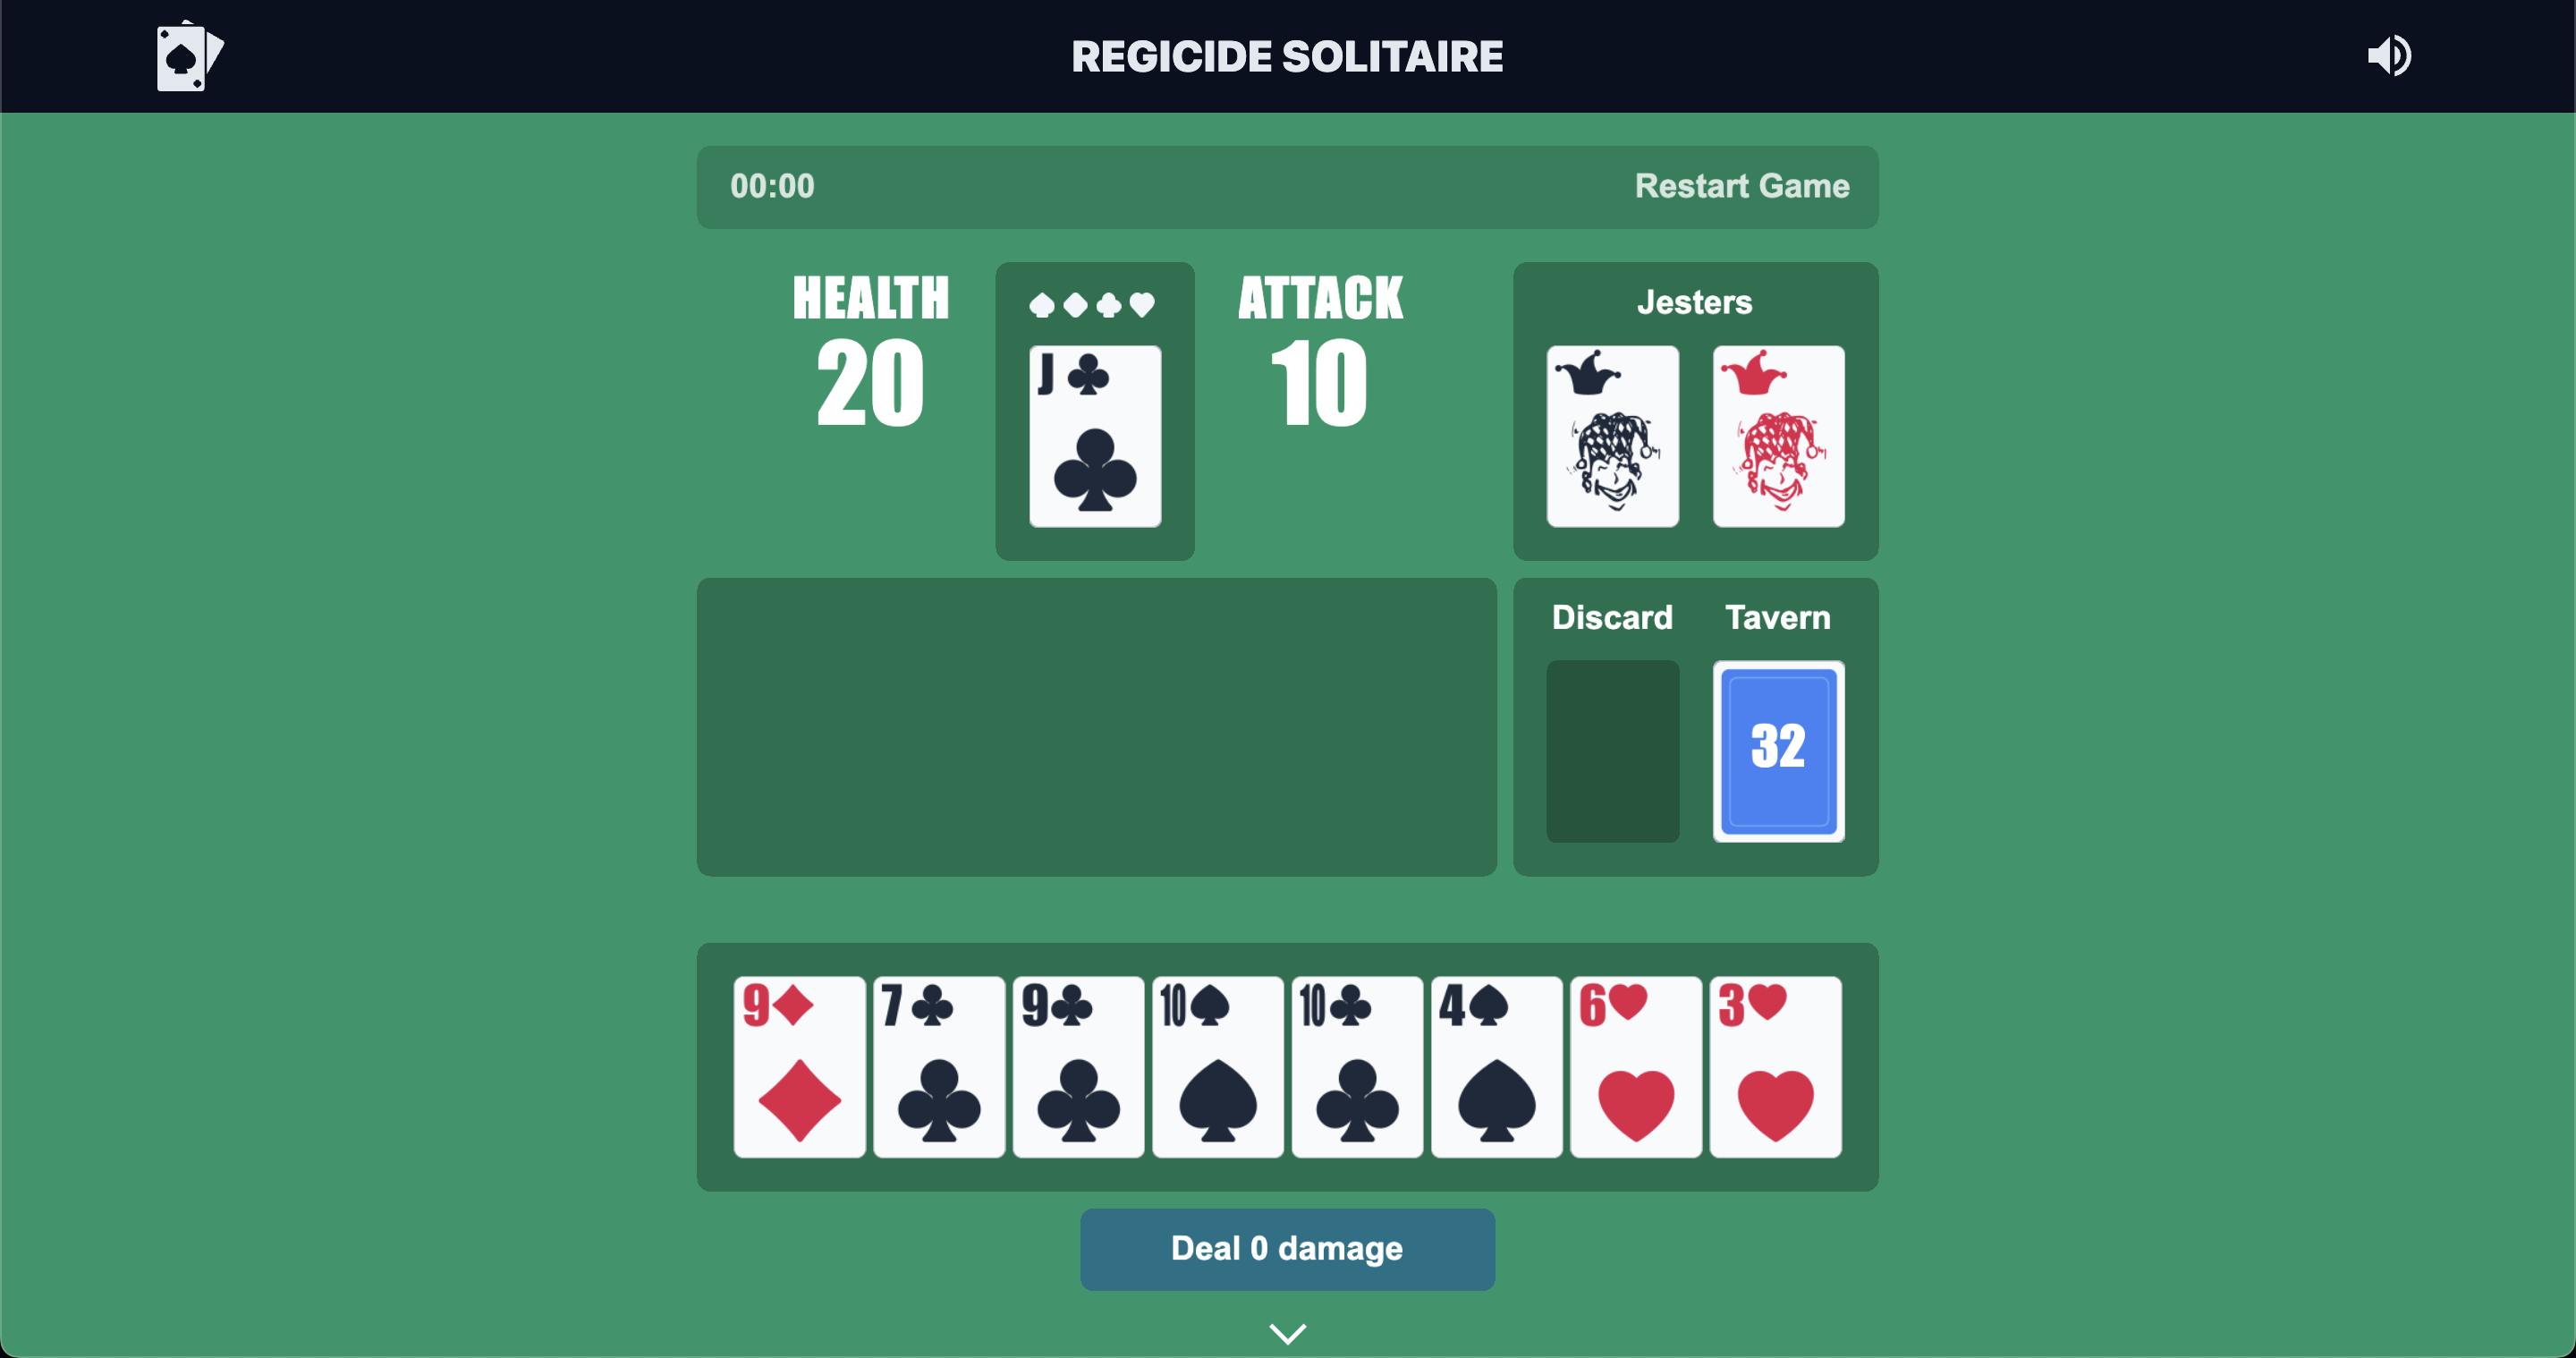 REGICIDE SOLITAIRE
00:00 Restart Game
HEALTH
20
J
ATTACK
10
Jesters
Discard Tavern
32
9 7 9 10 10 4 6 3
Deal 0 damage